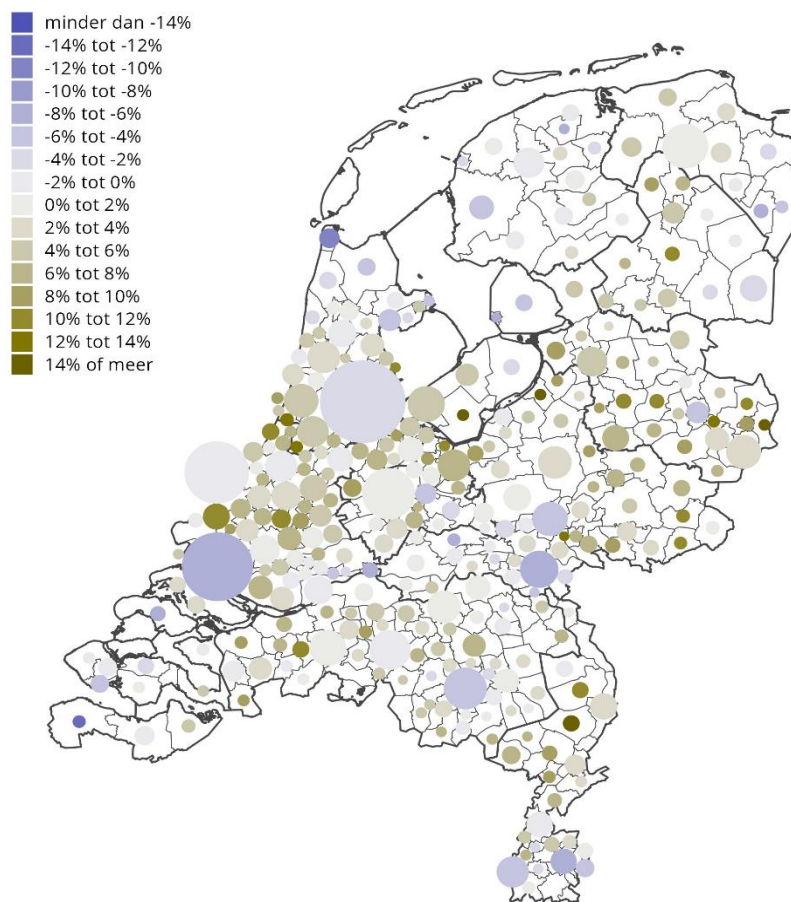 minder dan -14%
-14% tot -12%
-12% tot -10%
-10% tot -8%
-8% tot -6%
-6% tot -4%
-4% tot -2%
-2% tot 0%
0% tot 2%
2% tot 4%
4% tot 6%
6% tot 8%
8% tot 10%
10% tot 12%
12% tot 14%
14% of meer